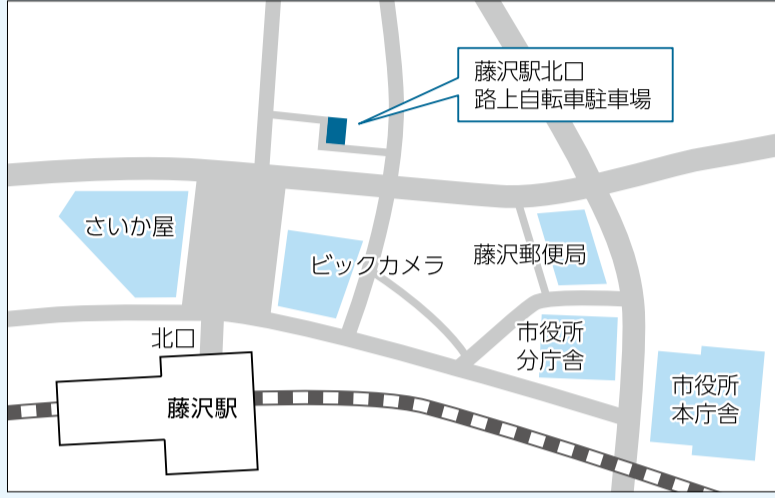 藤沢駅北口
路上自転車駐車場
さいか屋
ビックカメラ
藤沢郵便局
北口
市役所
分庁舎
藤沢駅
市役所
本庁舎